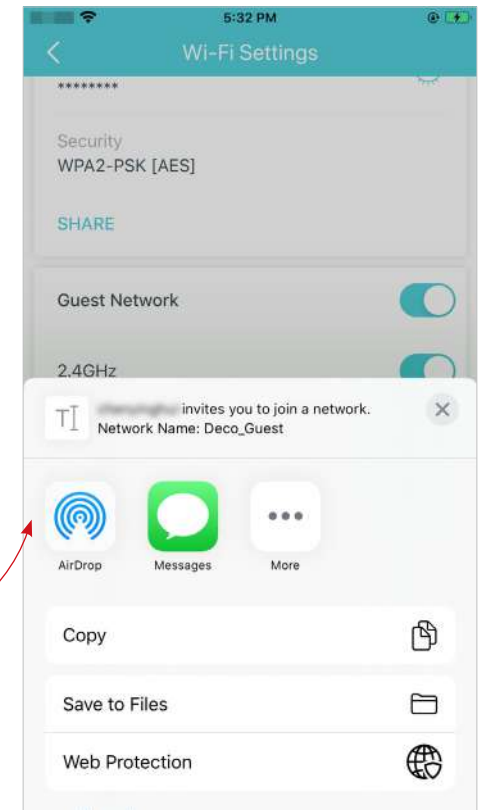 5:32 PM
Wi-Fi Settings
********
Security
WPA2-PSK [AES]
SHARE
Guest Network
2.4GHz
invites you to join a network.
Network Name: Deco_Guest
AirDrop
Messages
More
Copy
Save to Files
Web Protection